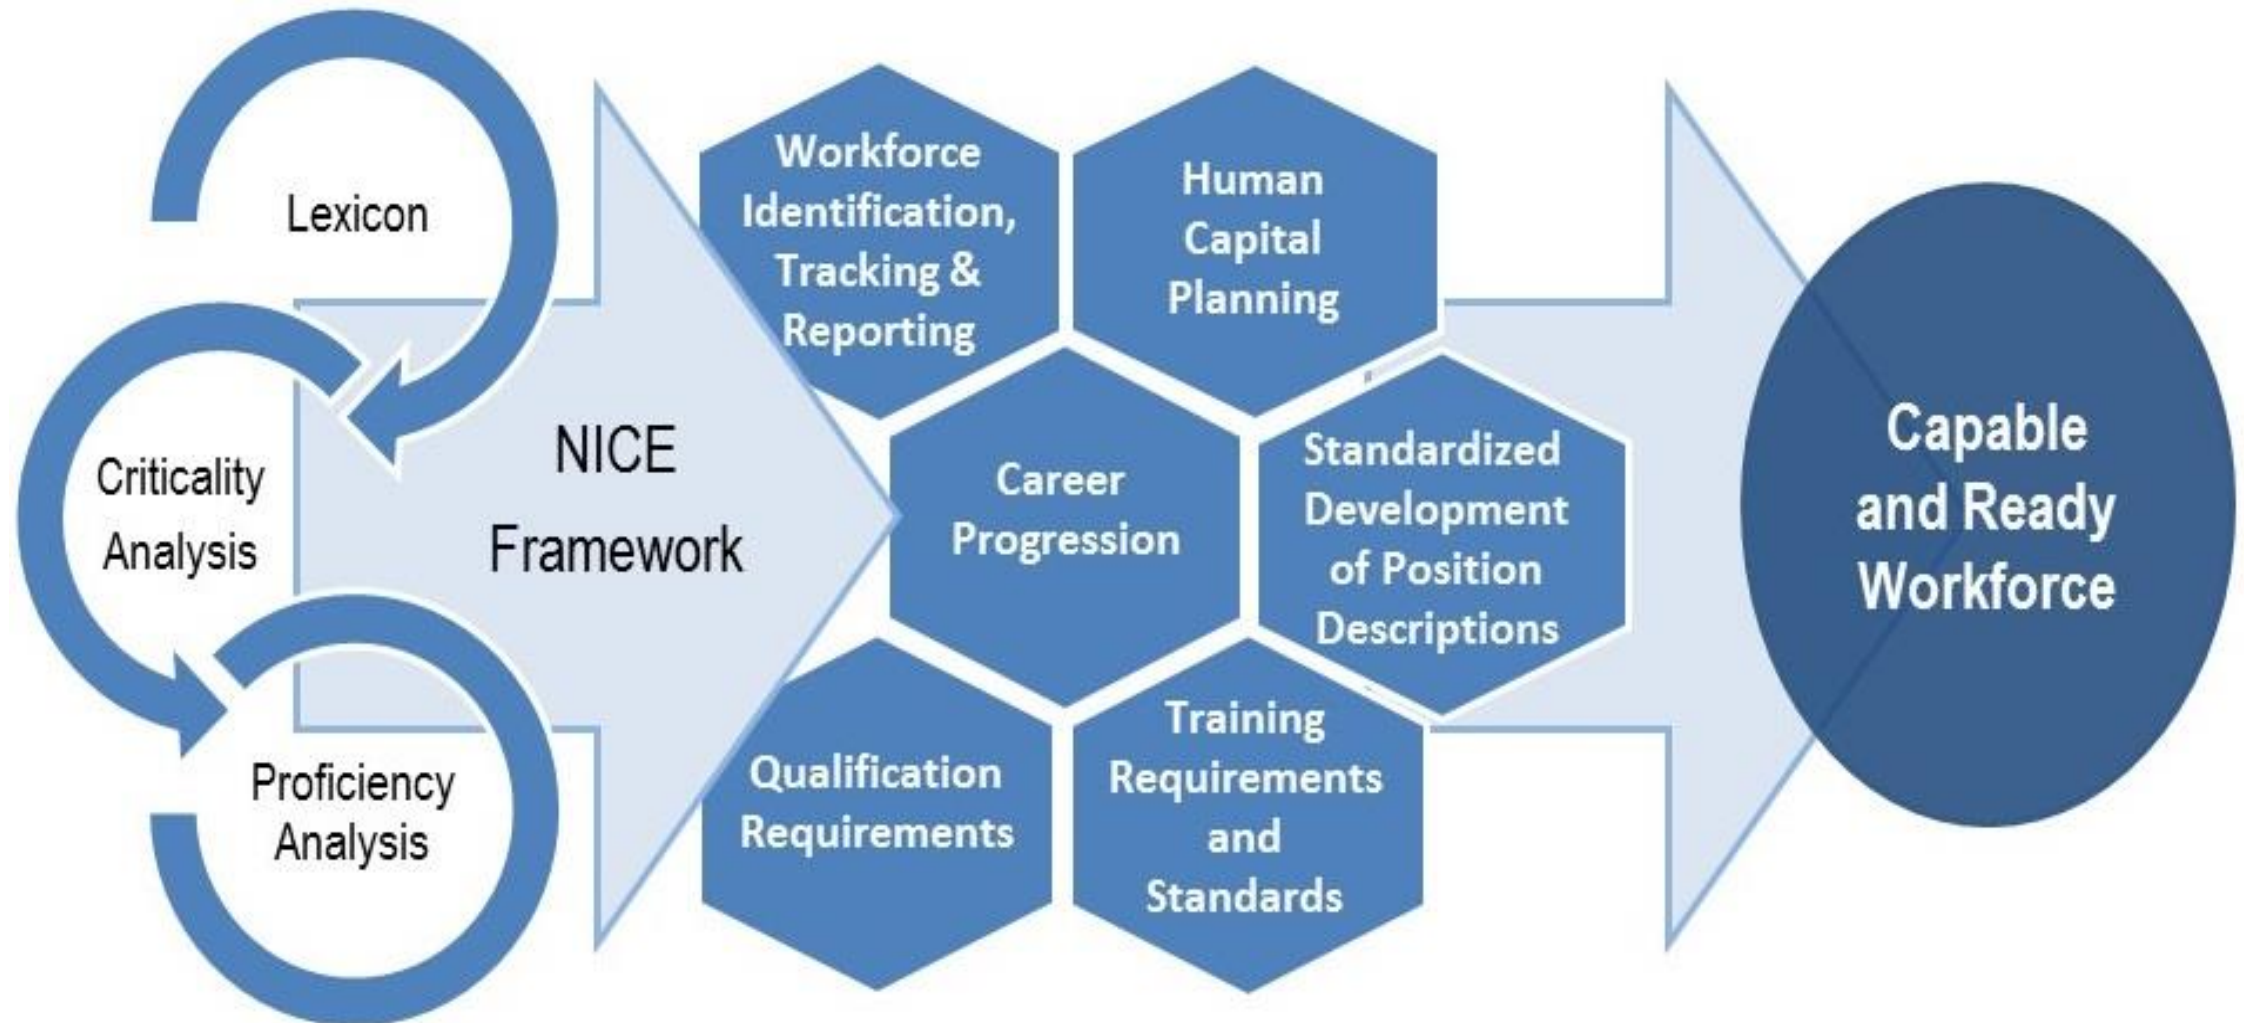 Lexicon
Criticality
Analysis
Proficiency
Analysis
NICE
Framework
Workforce
Identification,
Tracking &
Reporting
Human
Capital
Planning
Career
Progression
Standardized
Development
of Position
Descriptions
Qualification
Requirements
Training
Requirements
and
Standards
Capable
and Ready
Workforce